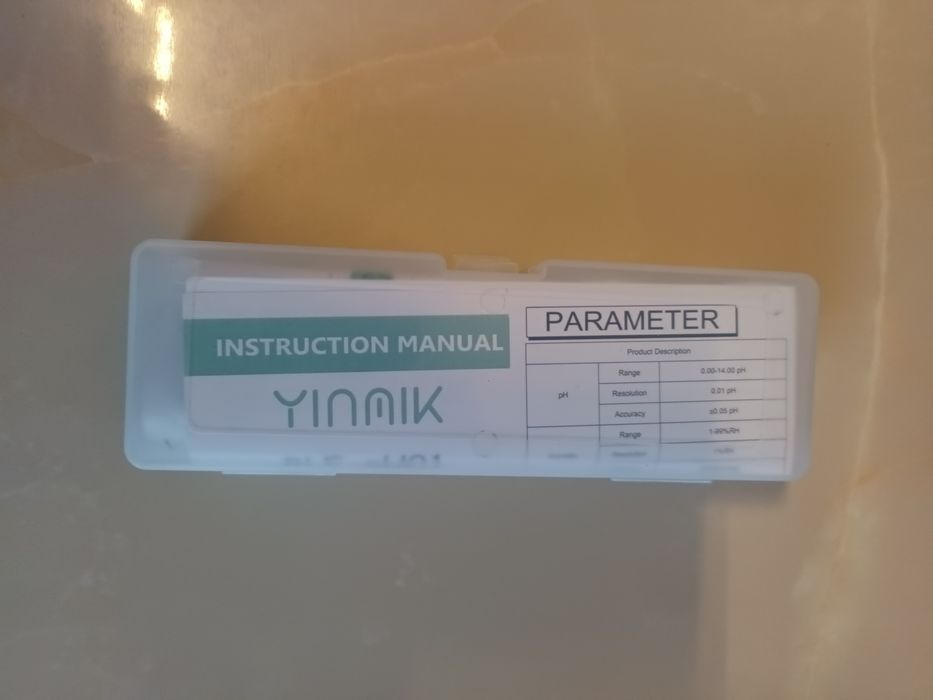 INSTRUCTION MANUAL
YINMIK
PARAMETER
Product Description
pH
Range 0.00-14.00 pH
Resolution 0.01 pH
Accuracy ±0.05 pH
Range 1-99%RH